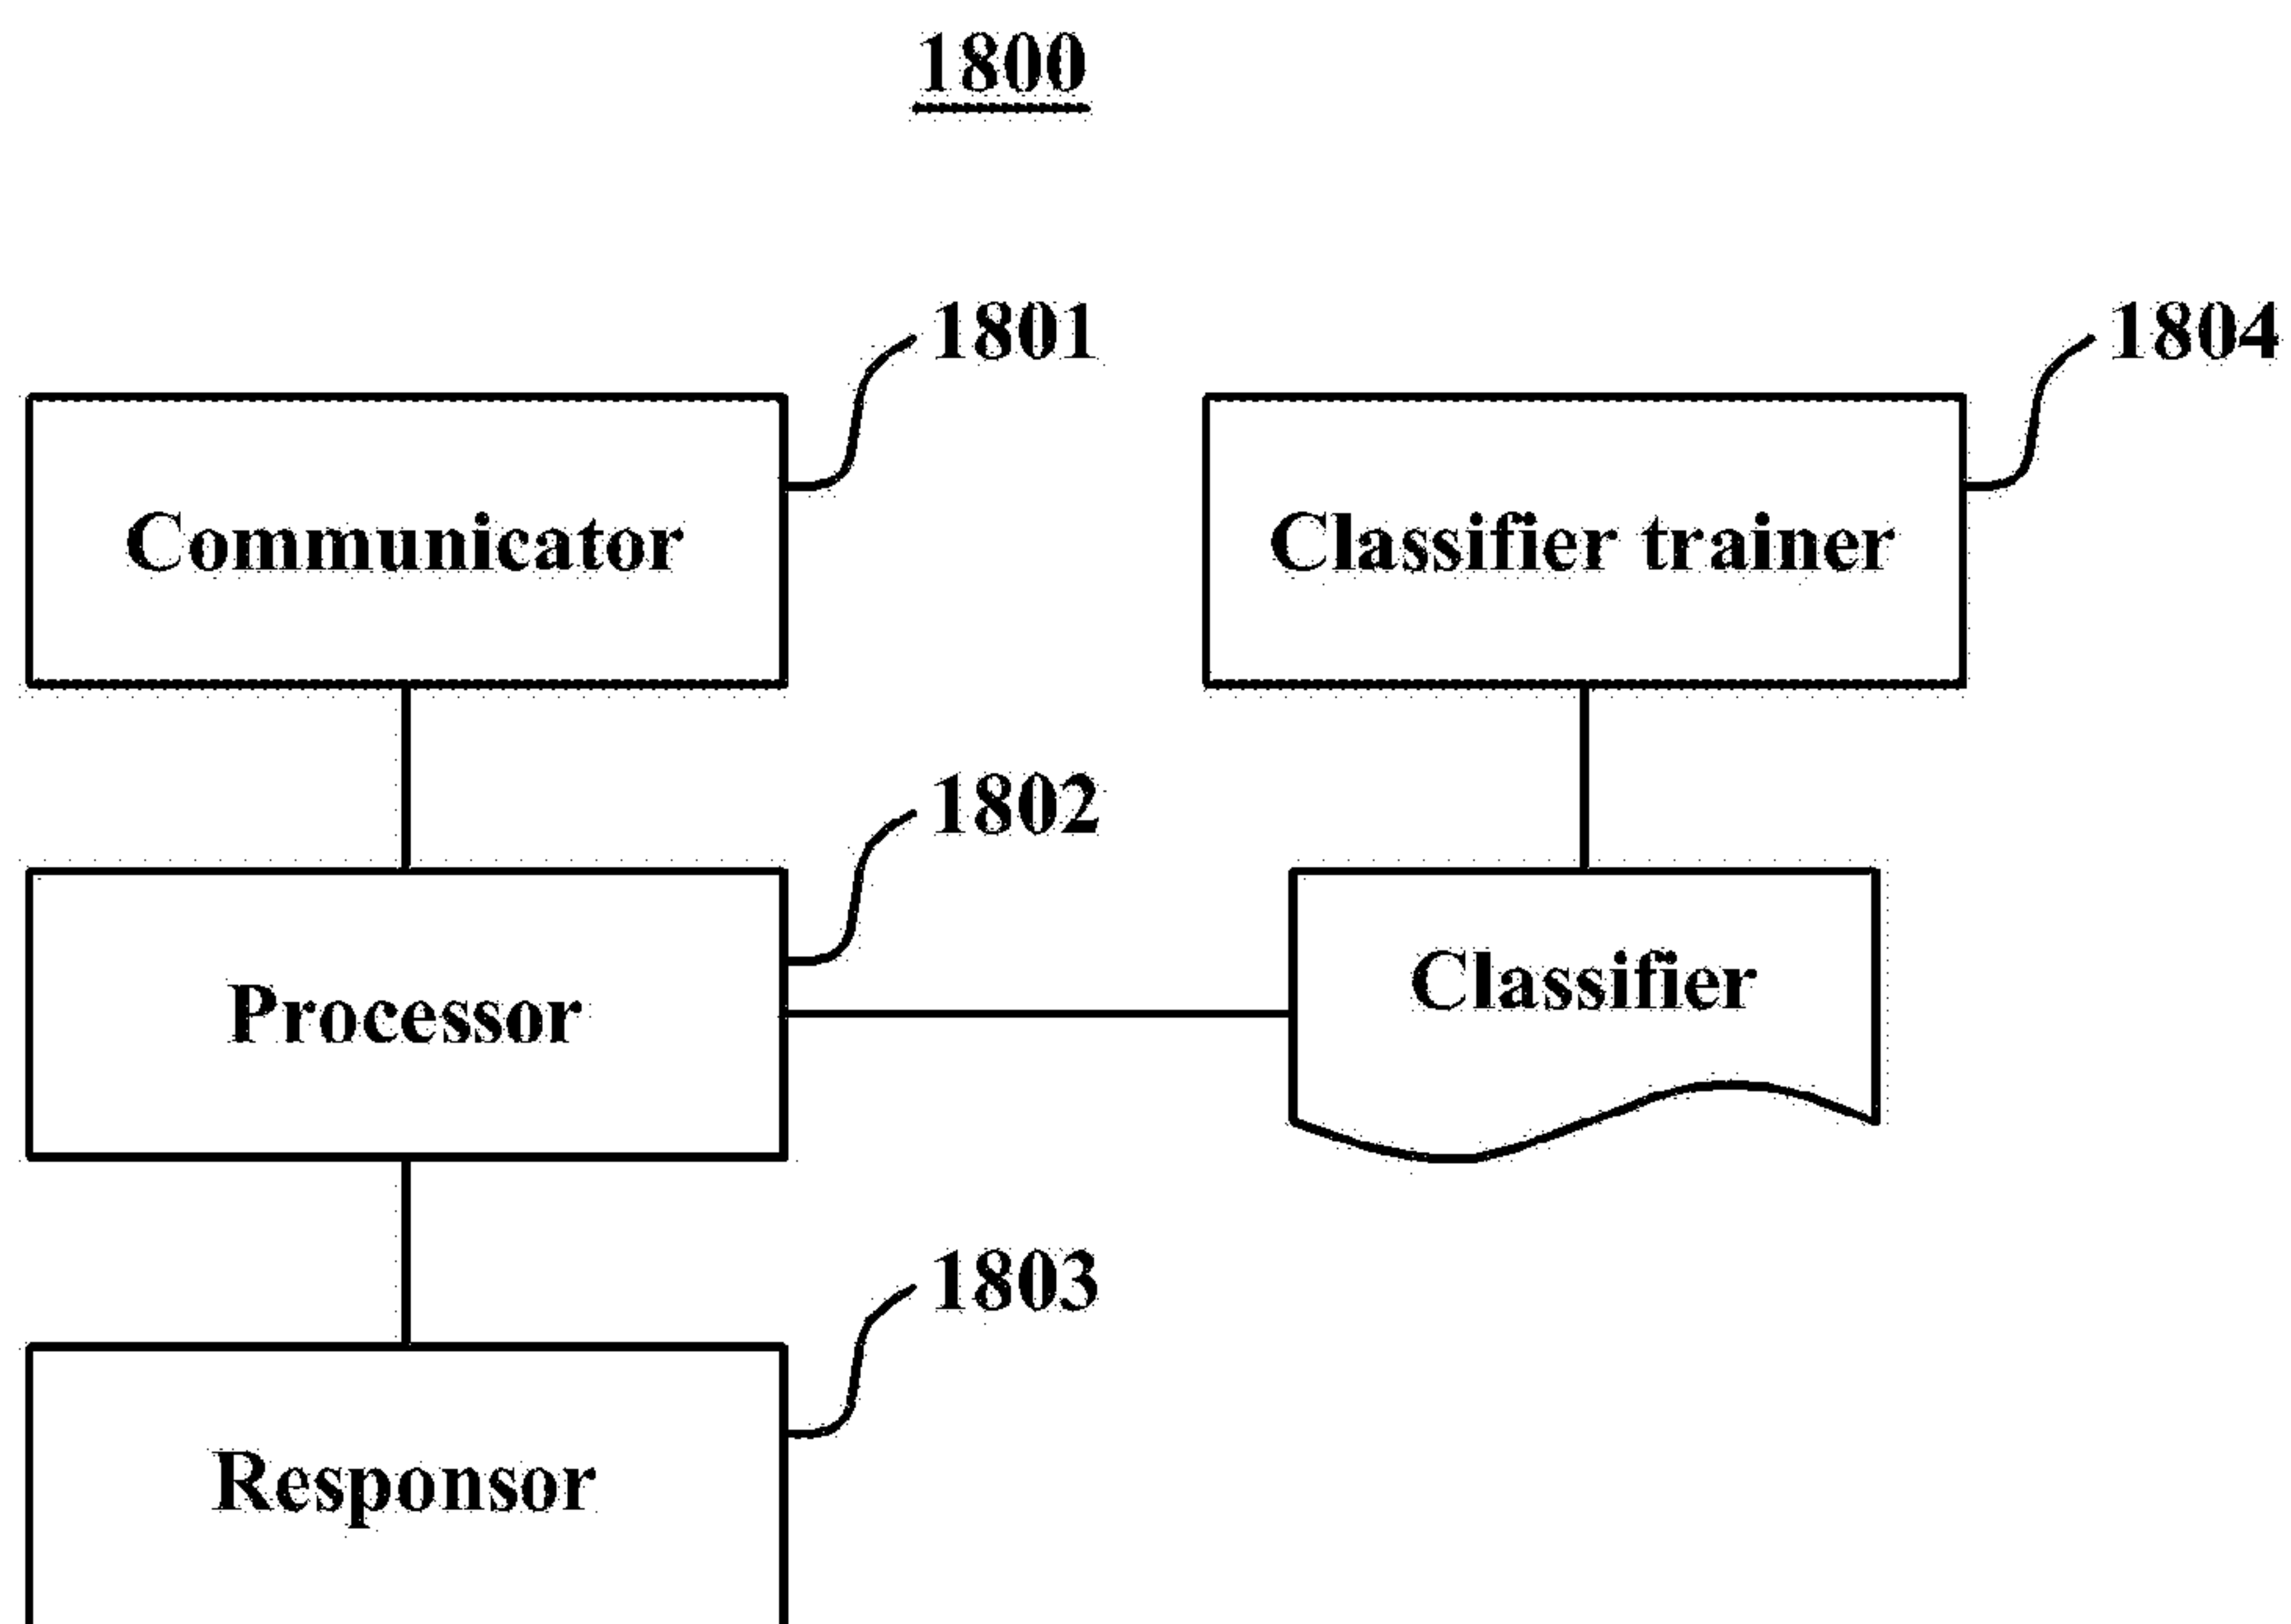 1800
1801
1804
Communicator
Classifier trainer
1802
Classifier
Processor
1803
Responsor